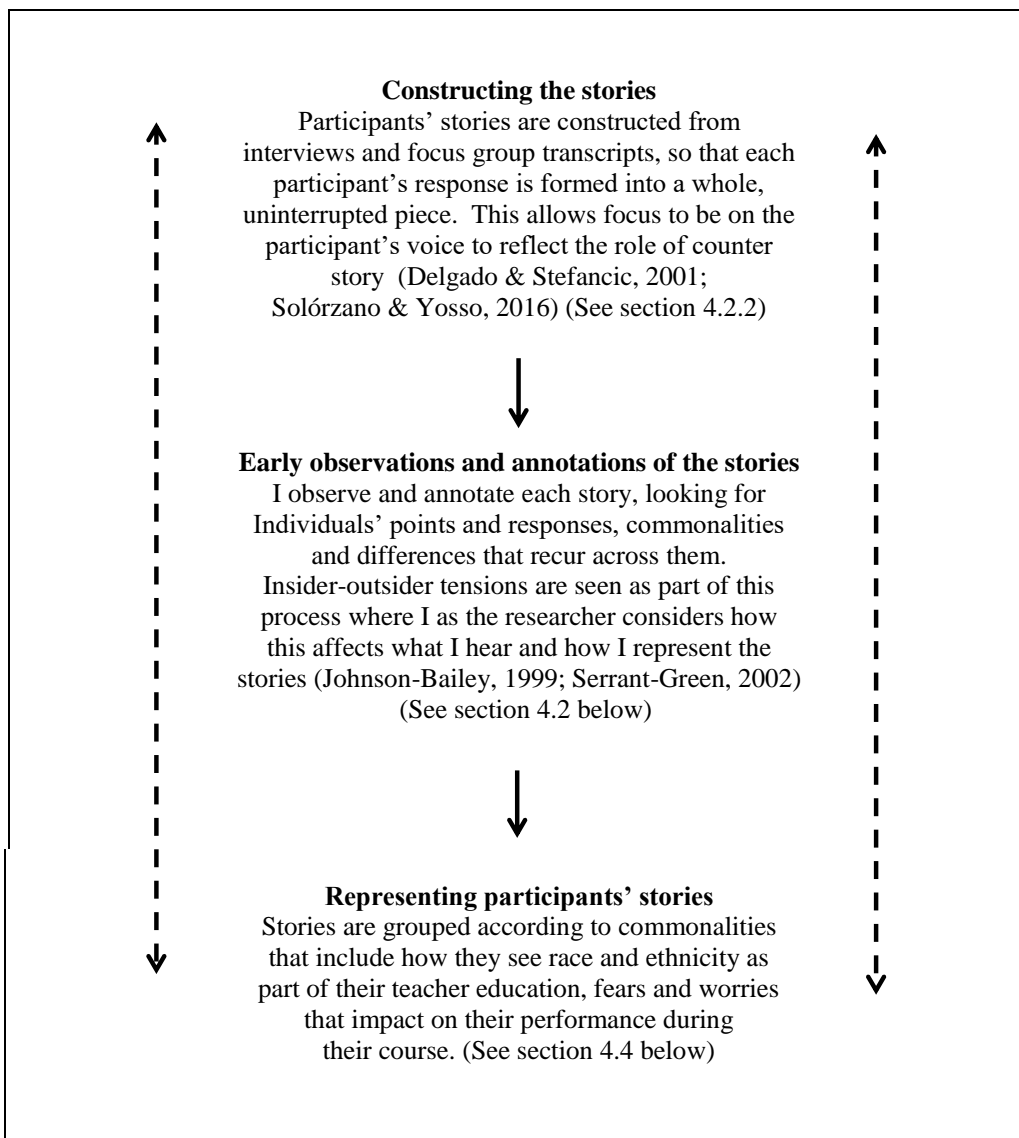 Constructing the stories
Participants’ stories are constructed from
interviews and focus group transcripts, so that each
participant’s response is formed into a whole,
uninterrupted piece.  This allows focus to be on the
participant’s voice to reflect the role of counter
story  (Delgado & Stefancic, 2001;
Solórzano & Yosso, 2016) (See section 4.2.2)
Early observations and annotations of the stories
I observe and annotate each story, looking for
Individuals’ points and responses, commonalities
and differences that recur across them.
Insider-outsider tensions are seen as part of this
process where I as the researcher considers how
this affects what I hear and how I represent the
stories (Johnson-Bailey, 1999; Serrant-Green, 2002)
(See section 4.2 below)
Representing participants’ stories
Stories are grouped according to commonalities
that include how they see race and ethnicity as
part of their teacher education, fears and worries
that impact on their performance during
their course. (See section 4.4 below)